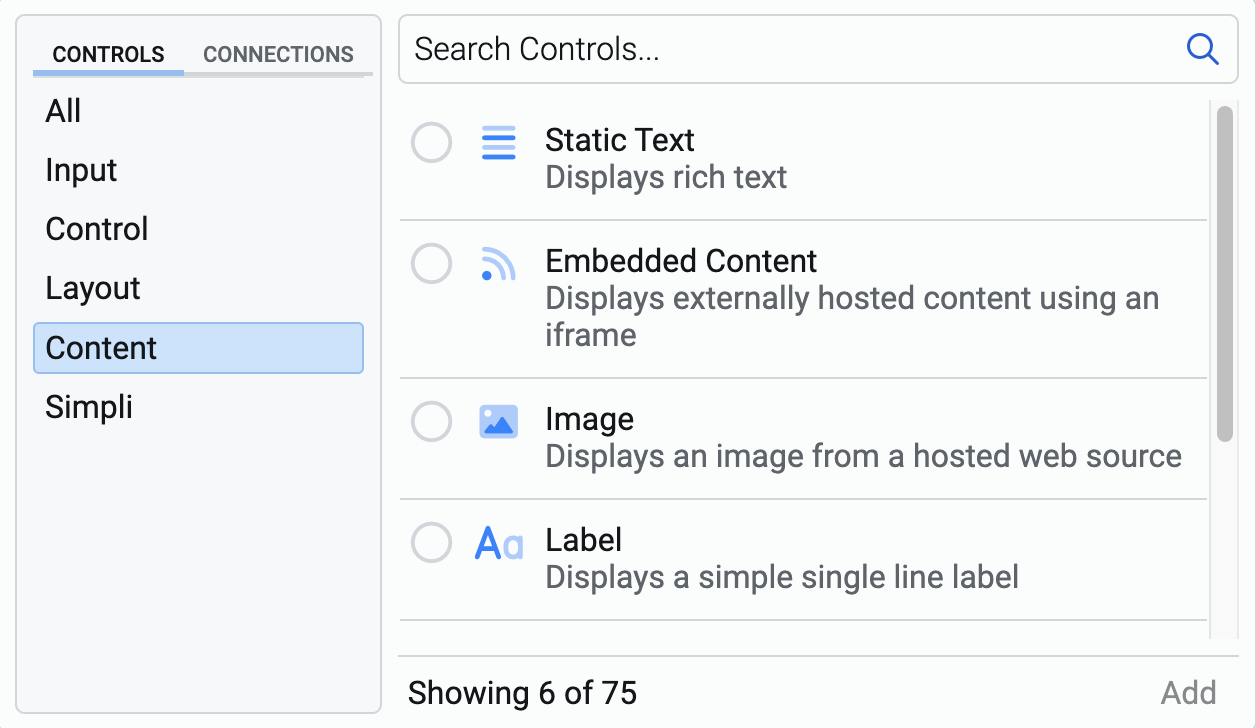 CONTROLS CONNECTIONS
All
Input
Control
Layout
Content
Simpli
Search Controls...
Static Text
Displays rich text
Embedded Content
Displays externally hosted content using an
iframe
Image
Displays an image from a hosted web source
Aa Label
Displays a simple single line label
Showing 6 of 75
Add